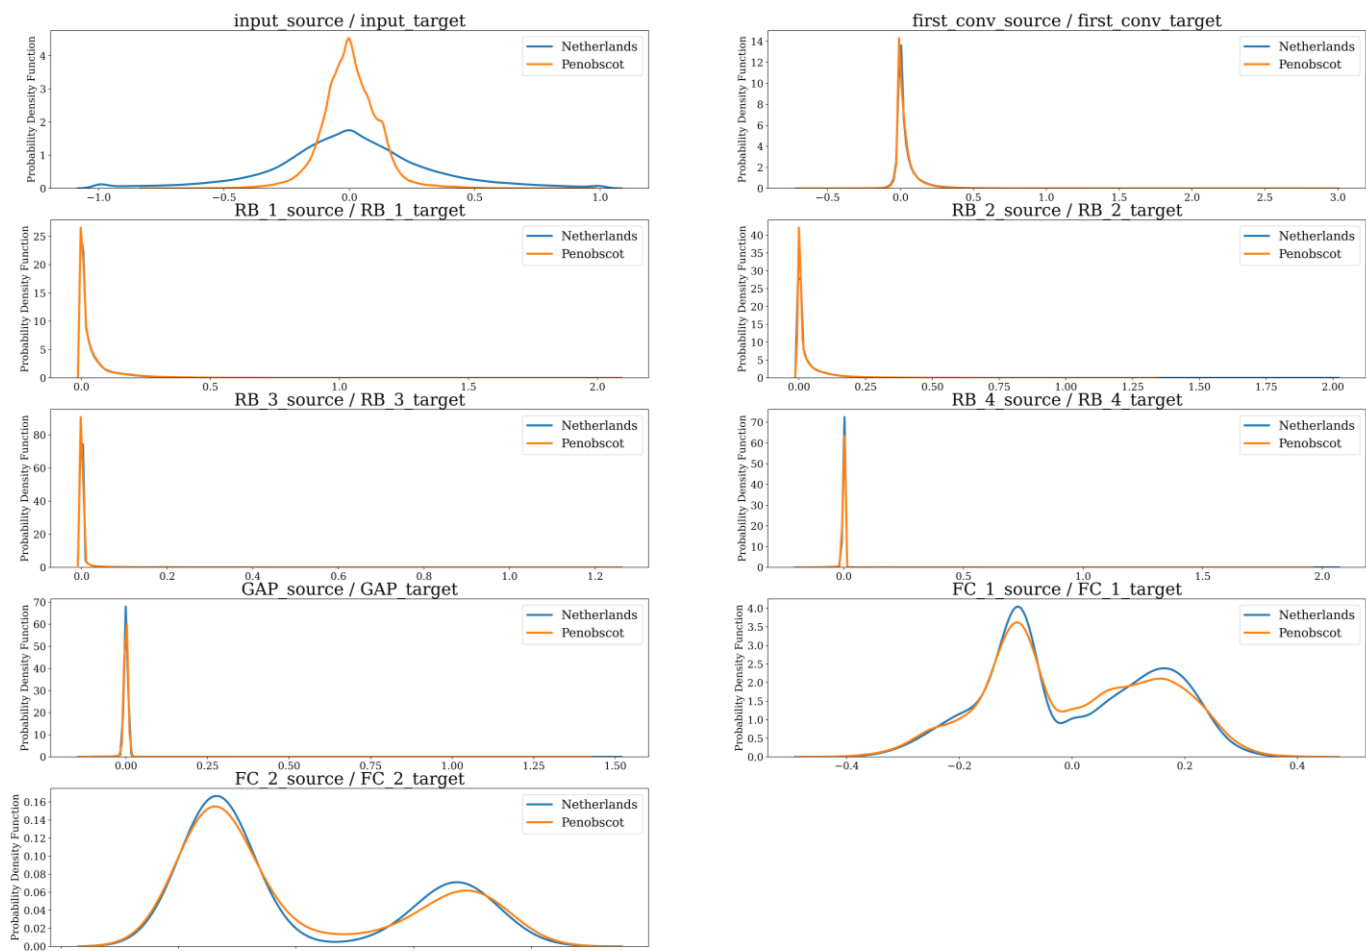 input_source / input_target
Probability Density Function
4
3
2
1
0
Netherlands
Penobscot
−1.0 −0.5 0.0 0.5 1.0
first_conv_source / first_conv_target
Probability Density Function
14
12
10
8
6
4
2
0
Netherlands
Penobscot
−0.5 0.0 0.5 1.0 1.5 2.0 2.5 3.0
RB_1_source / RB_1_target
Probability Density Function
25
20
15
10
5
0
Netherlands
Penobscot
0.0 0.5 1.0 1.5 2.0
RB_2_source / RB_2_target
Probability Density Function
40
35
30
25
20
15
10
5
0
Netherlands
Penobscot
0.00 0.25 0.50 0.75 1.00 1.25 1.50 1.75 2.00
RB_3_source / RB_3_target
Probability Density Function
80
60
40
20
0
Netherlands
Penobscot
0.0 0.2 0.4 0.6 0.8 1.0 1.2
RB_4_source / RB_4_target
Probability Density Function
70
60
50
40
30
20
10
0
Netherlands
Penobscot
0.0 0.5 1.0 1.5 2.0
GAP_source / GAP_target
Probability Density Function
70
60
50
40
30
20
10
0
Netherlands
Penobscot
0.00 0.25 0.50 0.75 1.00 1.25 1.50
FC_1_source / FC_1_target
Probability Density Function
4.0
3.5
3.0
2.5
2.0
1.5
1.0
0.5
0.0
Netherlands
Penobscot
−0.4 −0.2 0.0 0.2 0.4
FC_2_source / FC_2_target
Probability Density Function
0.16
0.14
0.12
0.10
0.08
0.06
0.04
0.02
0.00
Netherlands
Penobscot